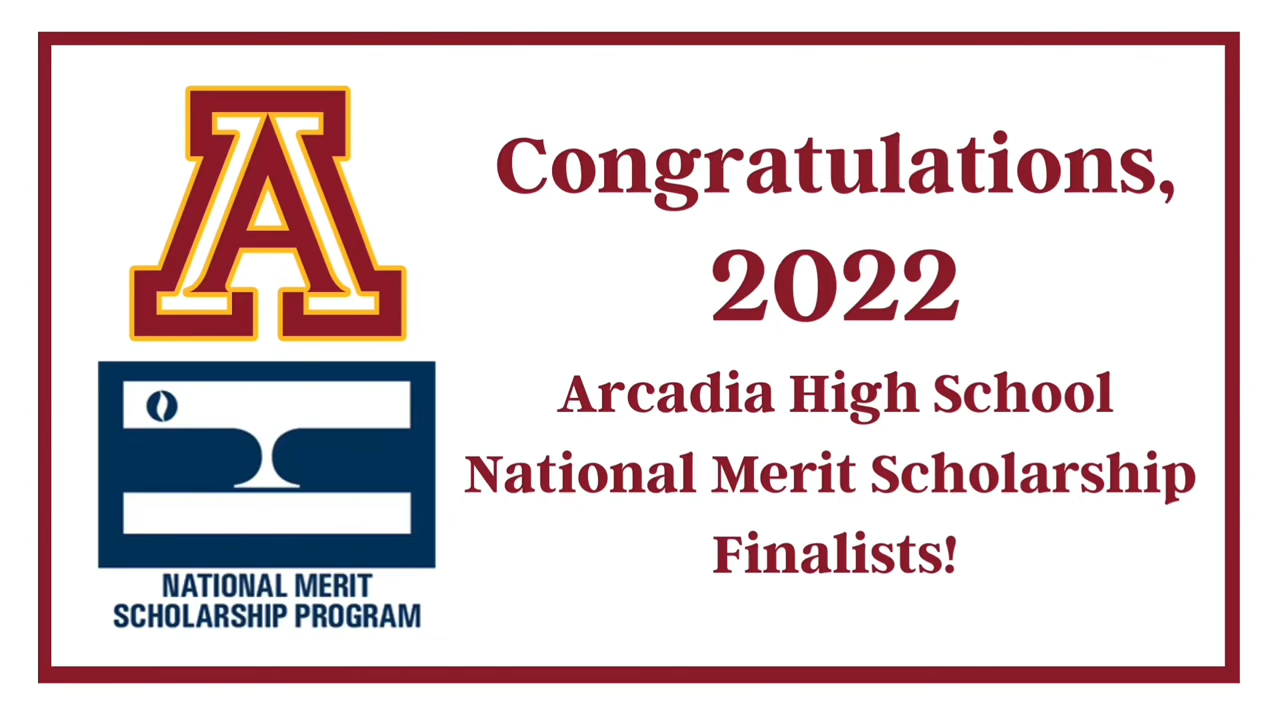 A
NATIONAL MERIT
SCHOLARSHIP PROGRAM
Congratulations,
2022
Arcadia High School
National Merit Scholarship
Finalists!